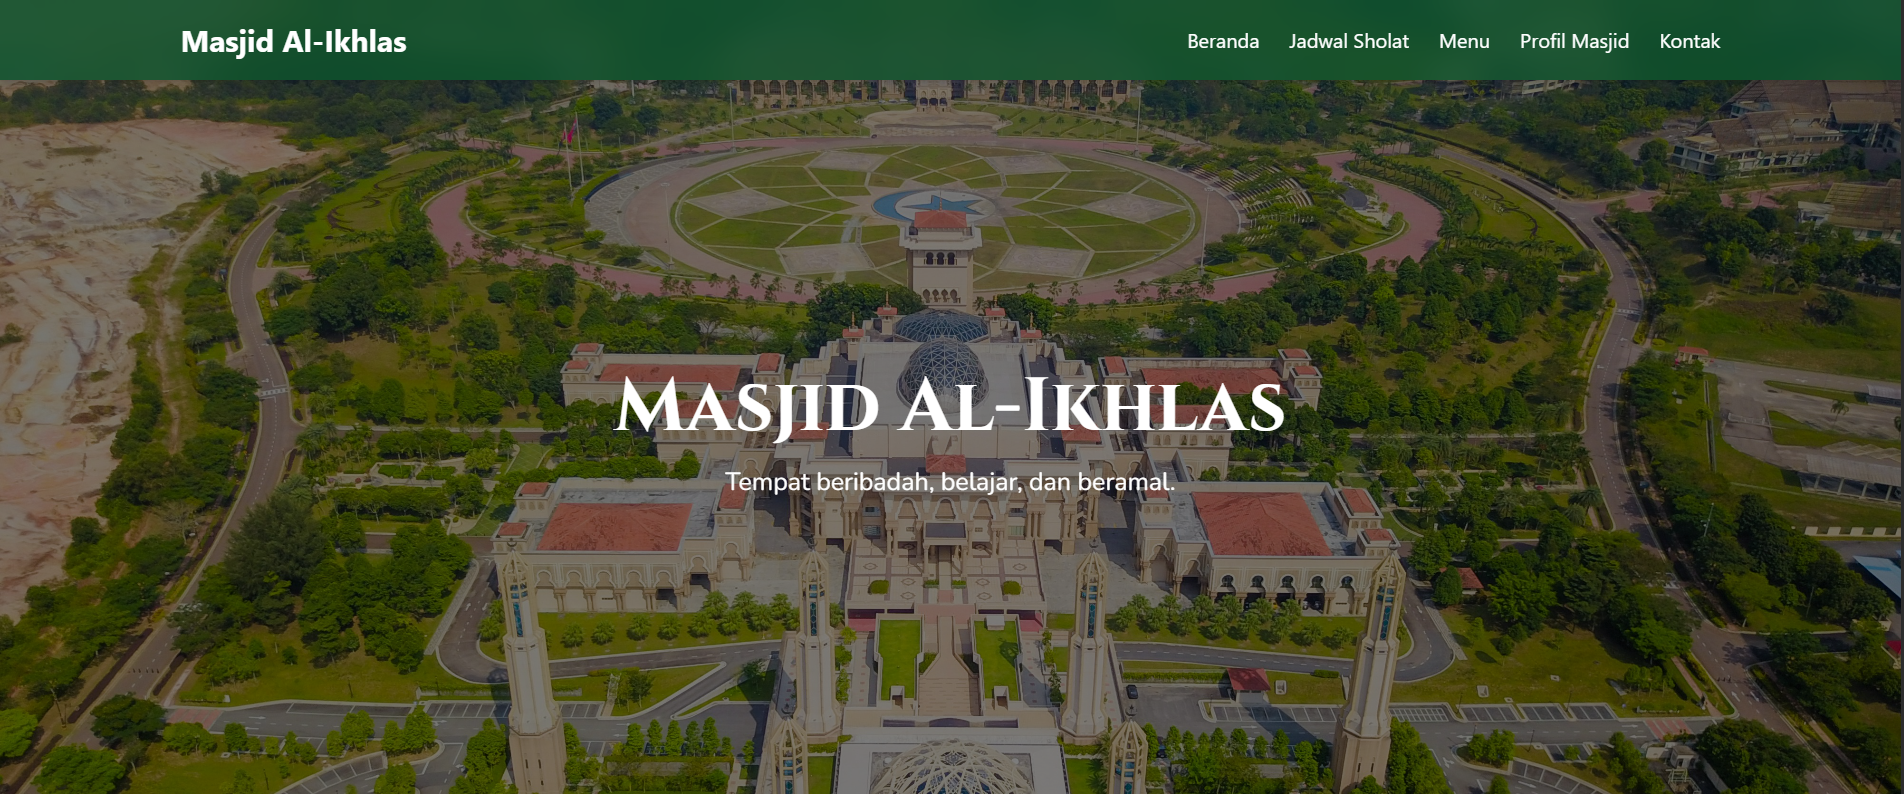 Masjid Al-Ikhlas
Beranda Jadwal Sholat Menu Profil Masjid Kontak
Masjid Al-Ikhlas
Tempat beribadah, belajar, dan beramal.